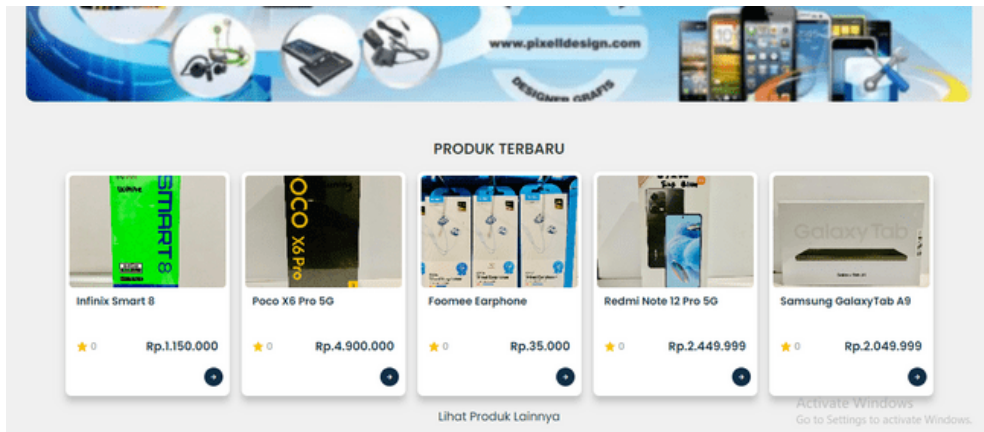 www.pixelldesign.com
DESIGNER GRAFIS
PRODUK TERBARU
SMART 8
POCO X6 Pro
Galaxy Tab
Infinix Smart 8
Poco X6 Pro 5G
Foomee Earphone
Redmi Note 12 Pro 5G
Samsung GalaxyTab A9
0
Rp.1.150.000
0
Rp.4.900.000
0
Rp.35.000
0
Rp.2.449.999
0
Rp.2.049.999
Lihat Produk Lainnya
Activate Windows
Go to Settings to activate Windows.